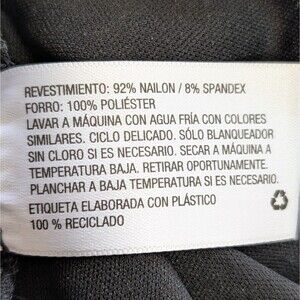 REVESTIMIENTO: 92% NAILON / 8% SPANDEX
FORRO: 100% POLIÉSTER
LAVAR A MÁQUINA CON AGUA FRÍA CON COLORES
SIMILARES. CICLO DELICADO. SÓLO BLANQUEADOR
SIN CLORO SI ES NECESARIO. SECAR A MÁQUINA A
TEMPERATURA BAJA. RETIRAR OPORTUNAMENTE.
PLANCHAR A BAJA TEMPERATURA SI ES NECESARIO.
ETIQUETA ELABORADA CON PLÁSTICO
100 % RECICLADO